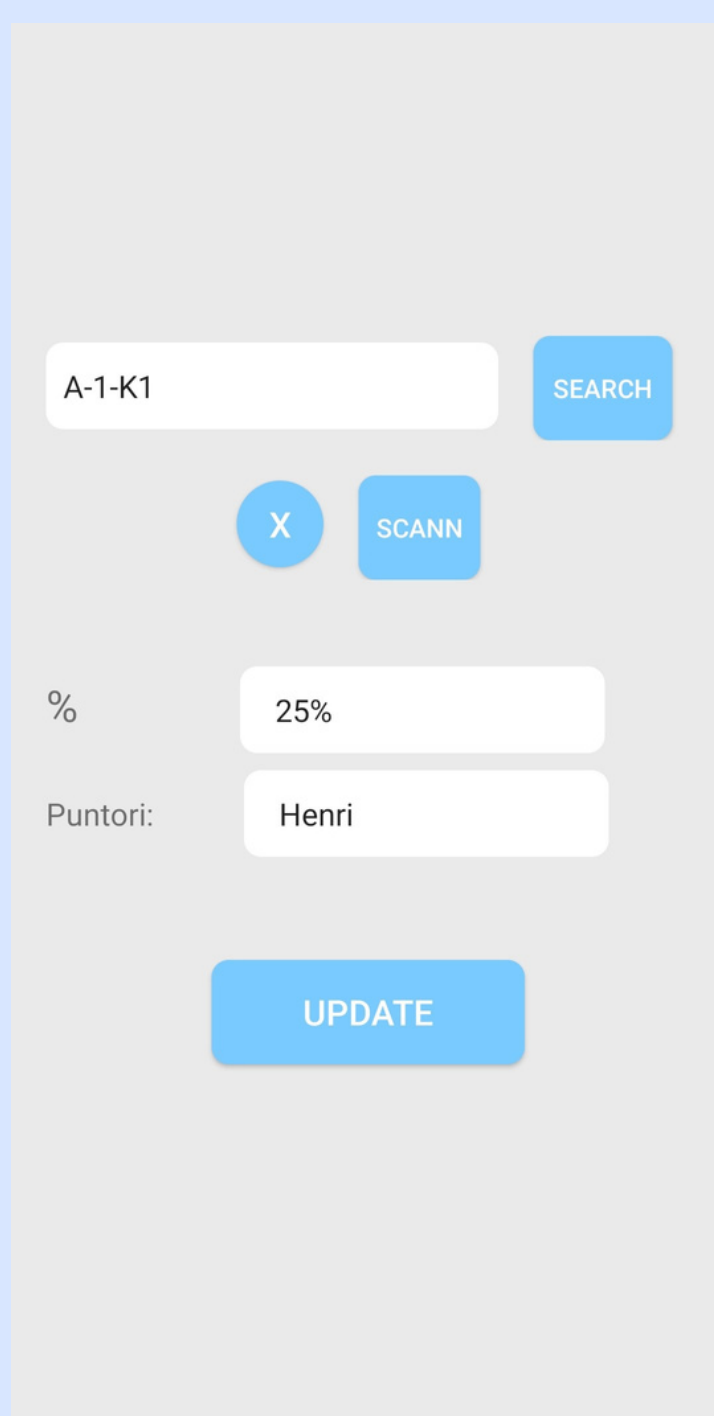 A-1-K1 SEARCH
X SCANN
% 25%
Puntori: Henri
UPDATE